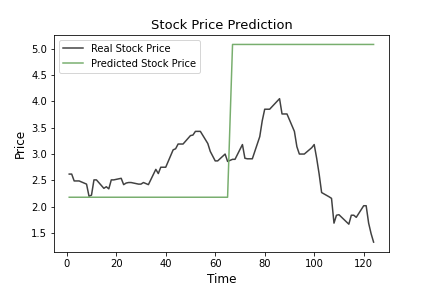 Stock Price Prediction
Real Stock Price
Predicted Stock Price
Price
5.0
4.5
4.0
3.5
3.0
2.5
2.0
1.5
0 20 40 60 80 100 120
Time